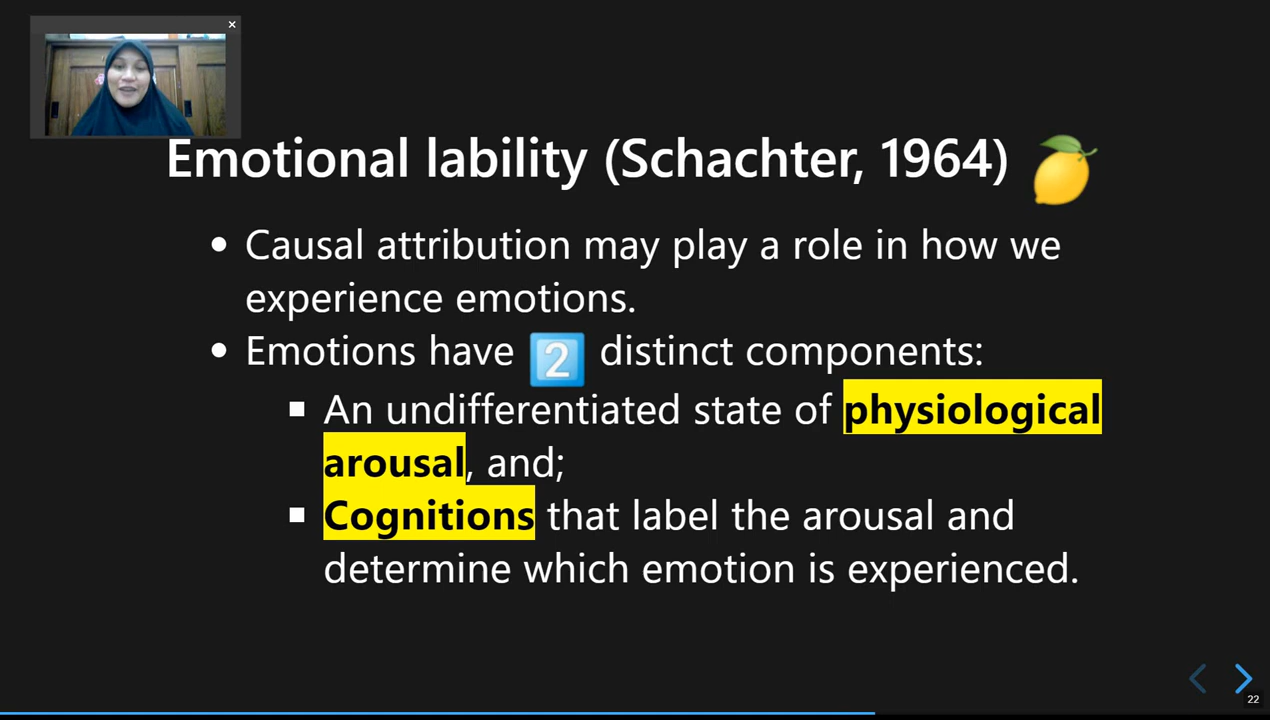 Emotional lability (Schachter, 1964)
• Causal attribution may play a role in how we
experience emotions.
• Emotions have 2 distinct components:
▪ An undifferentiated state of physiological
arousal, and;
▪ Cognitions that label the arousal and
determine which emotion is experienced.
22